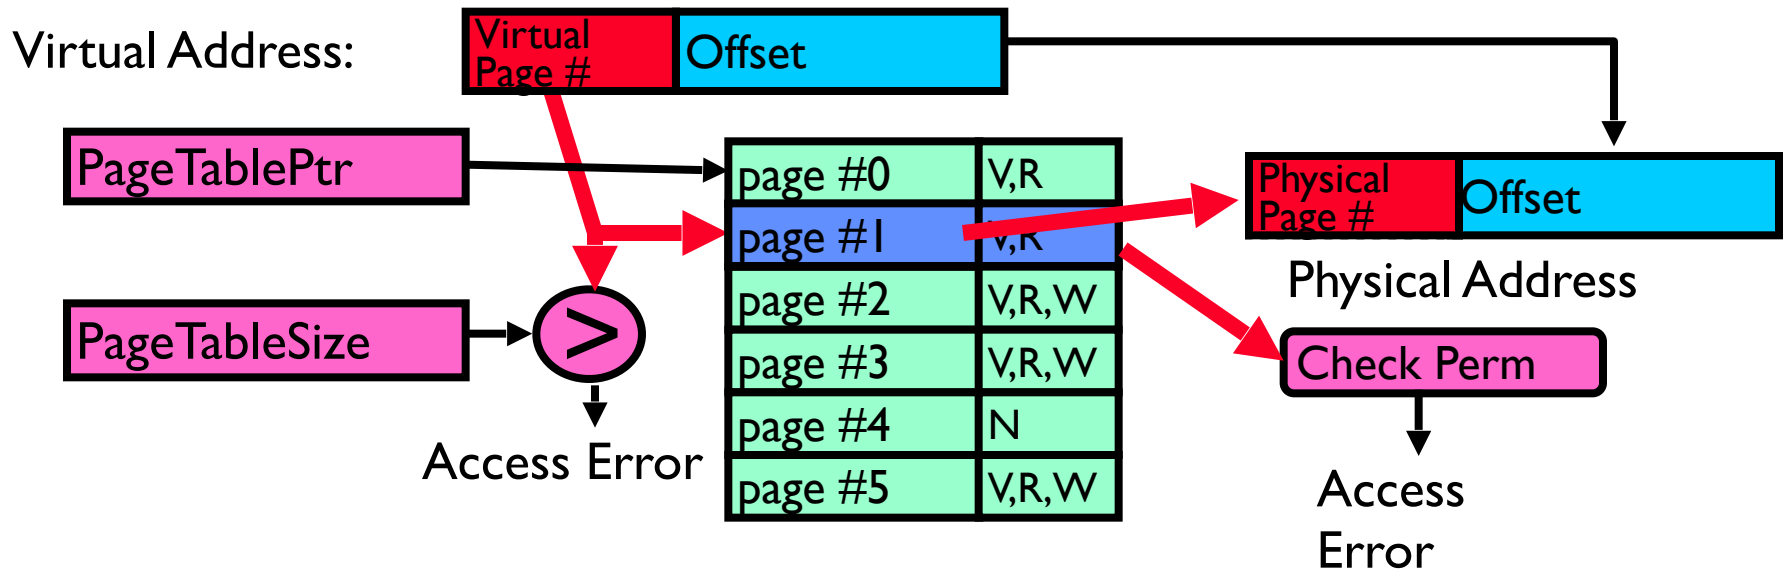 Virtual Address:
Virtual
Page #
Offset
PageTablePtr
PageTableSize
>
Access Error
page #0 V,R
page #1 V,R
page #2 V,R,W
page #3 V,R,W
page #4 N
page #5 V,R,W
Physical
Page #
Offset
Physical Address
Check Perm
Access
Error